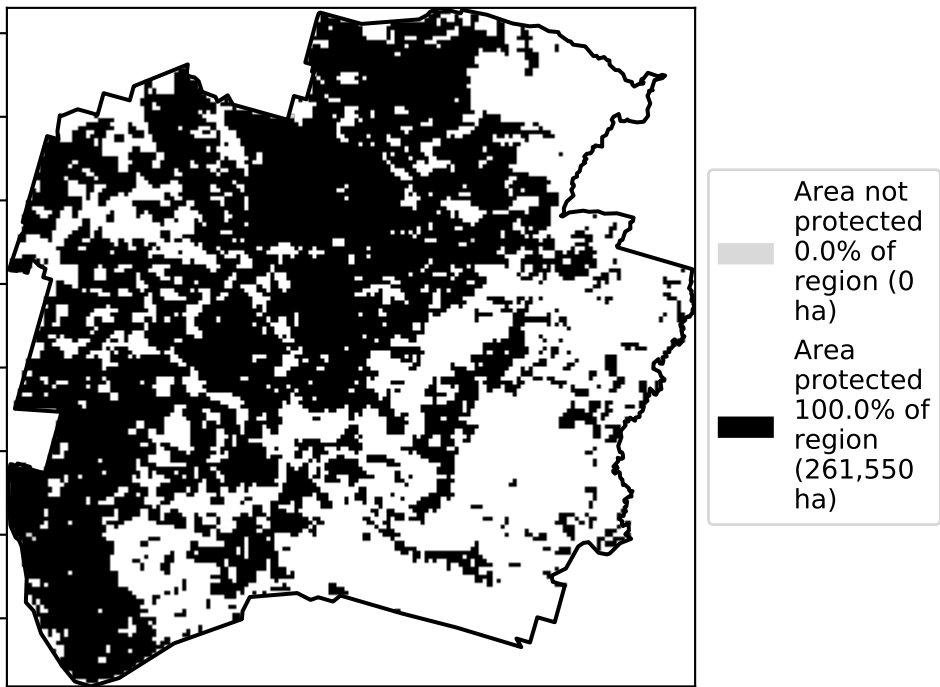 Area not
protected
0.0% of
region (0
ha)
Area
protected
100.0% of
region
(261,550
ha)